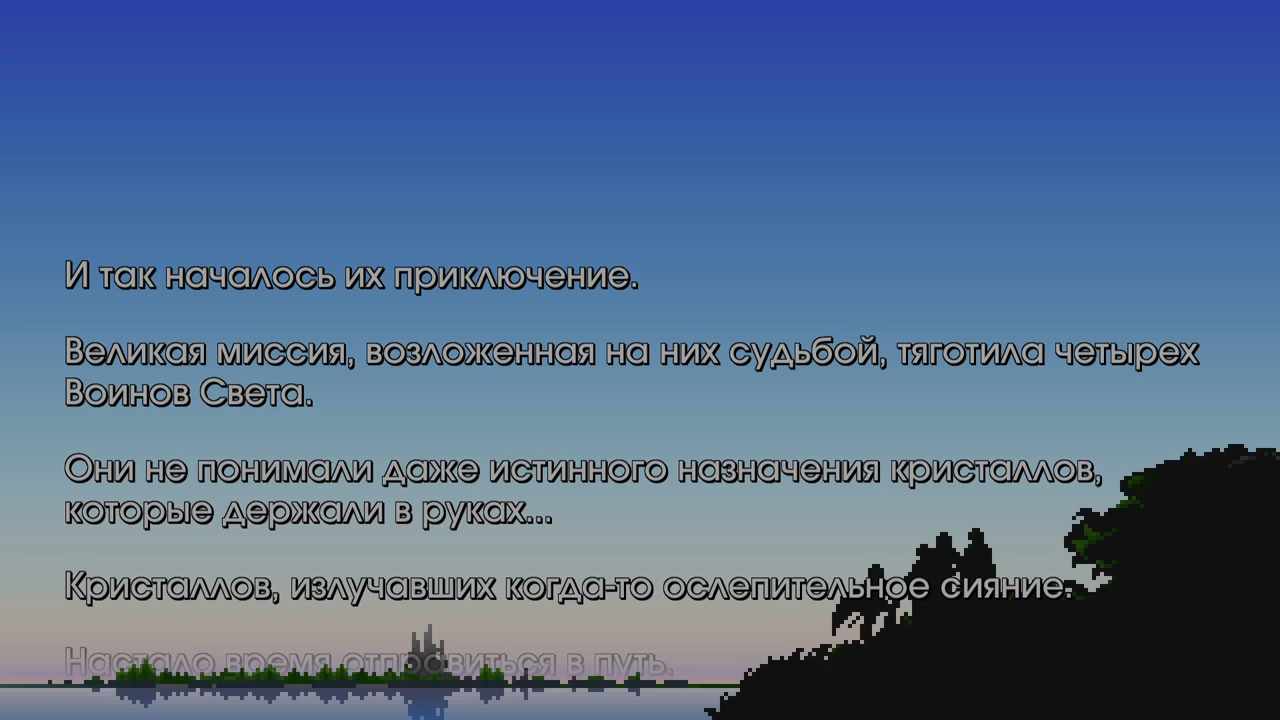 И так началось их приключение.
Великая миссия, возложенная на них судьбой, тяготила четырех
Воинов Света.
Они не понимали даже истинного назначения кристаллов,
которые держали в руках...
Кристаллов, излучавших когда-то ослепительное сияние.
Настало время отправиться в путь.